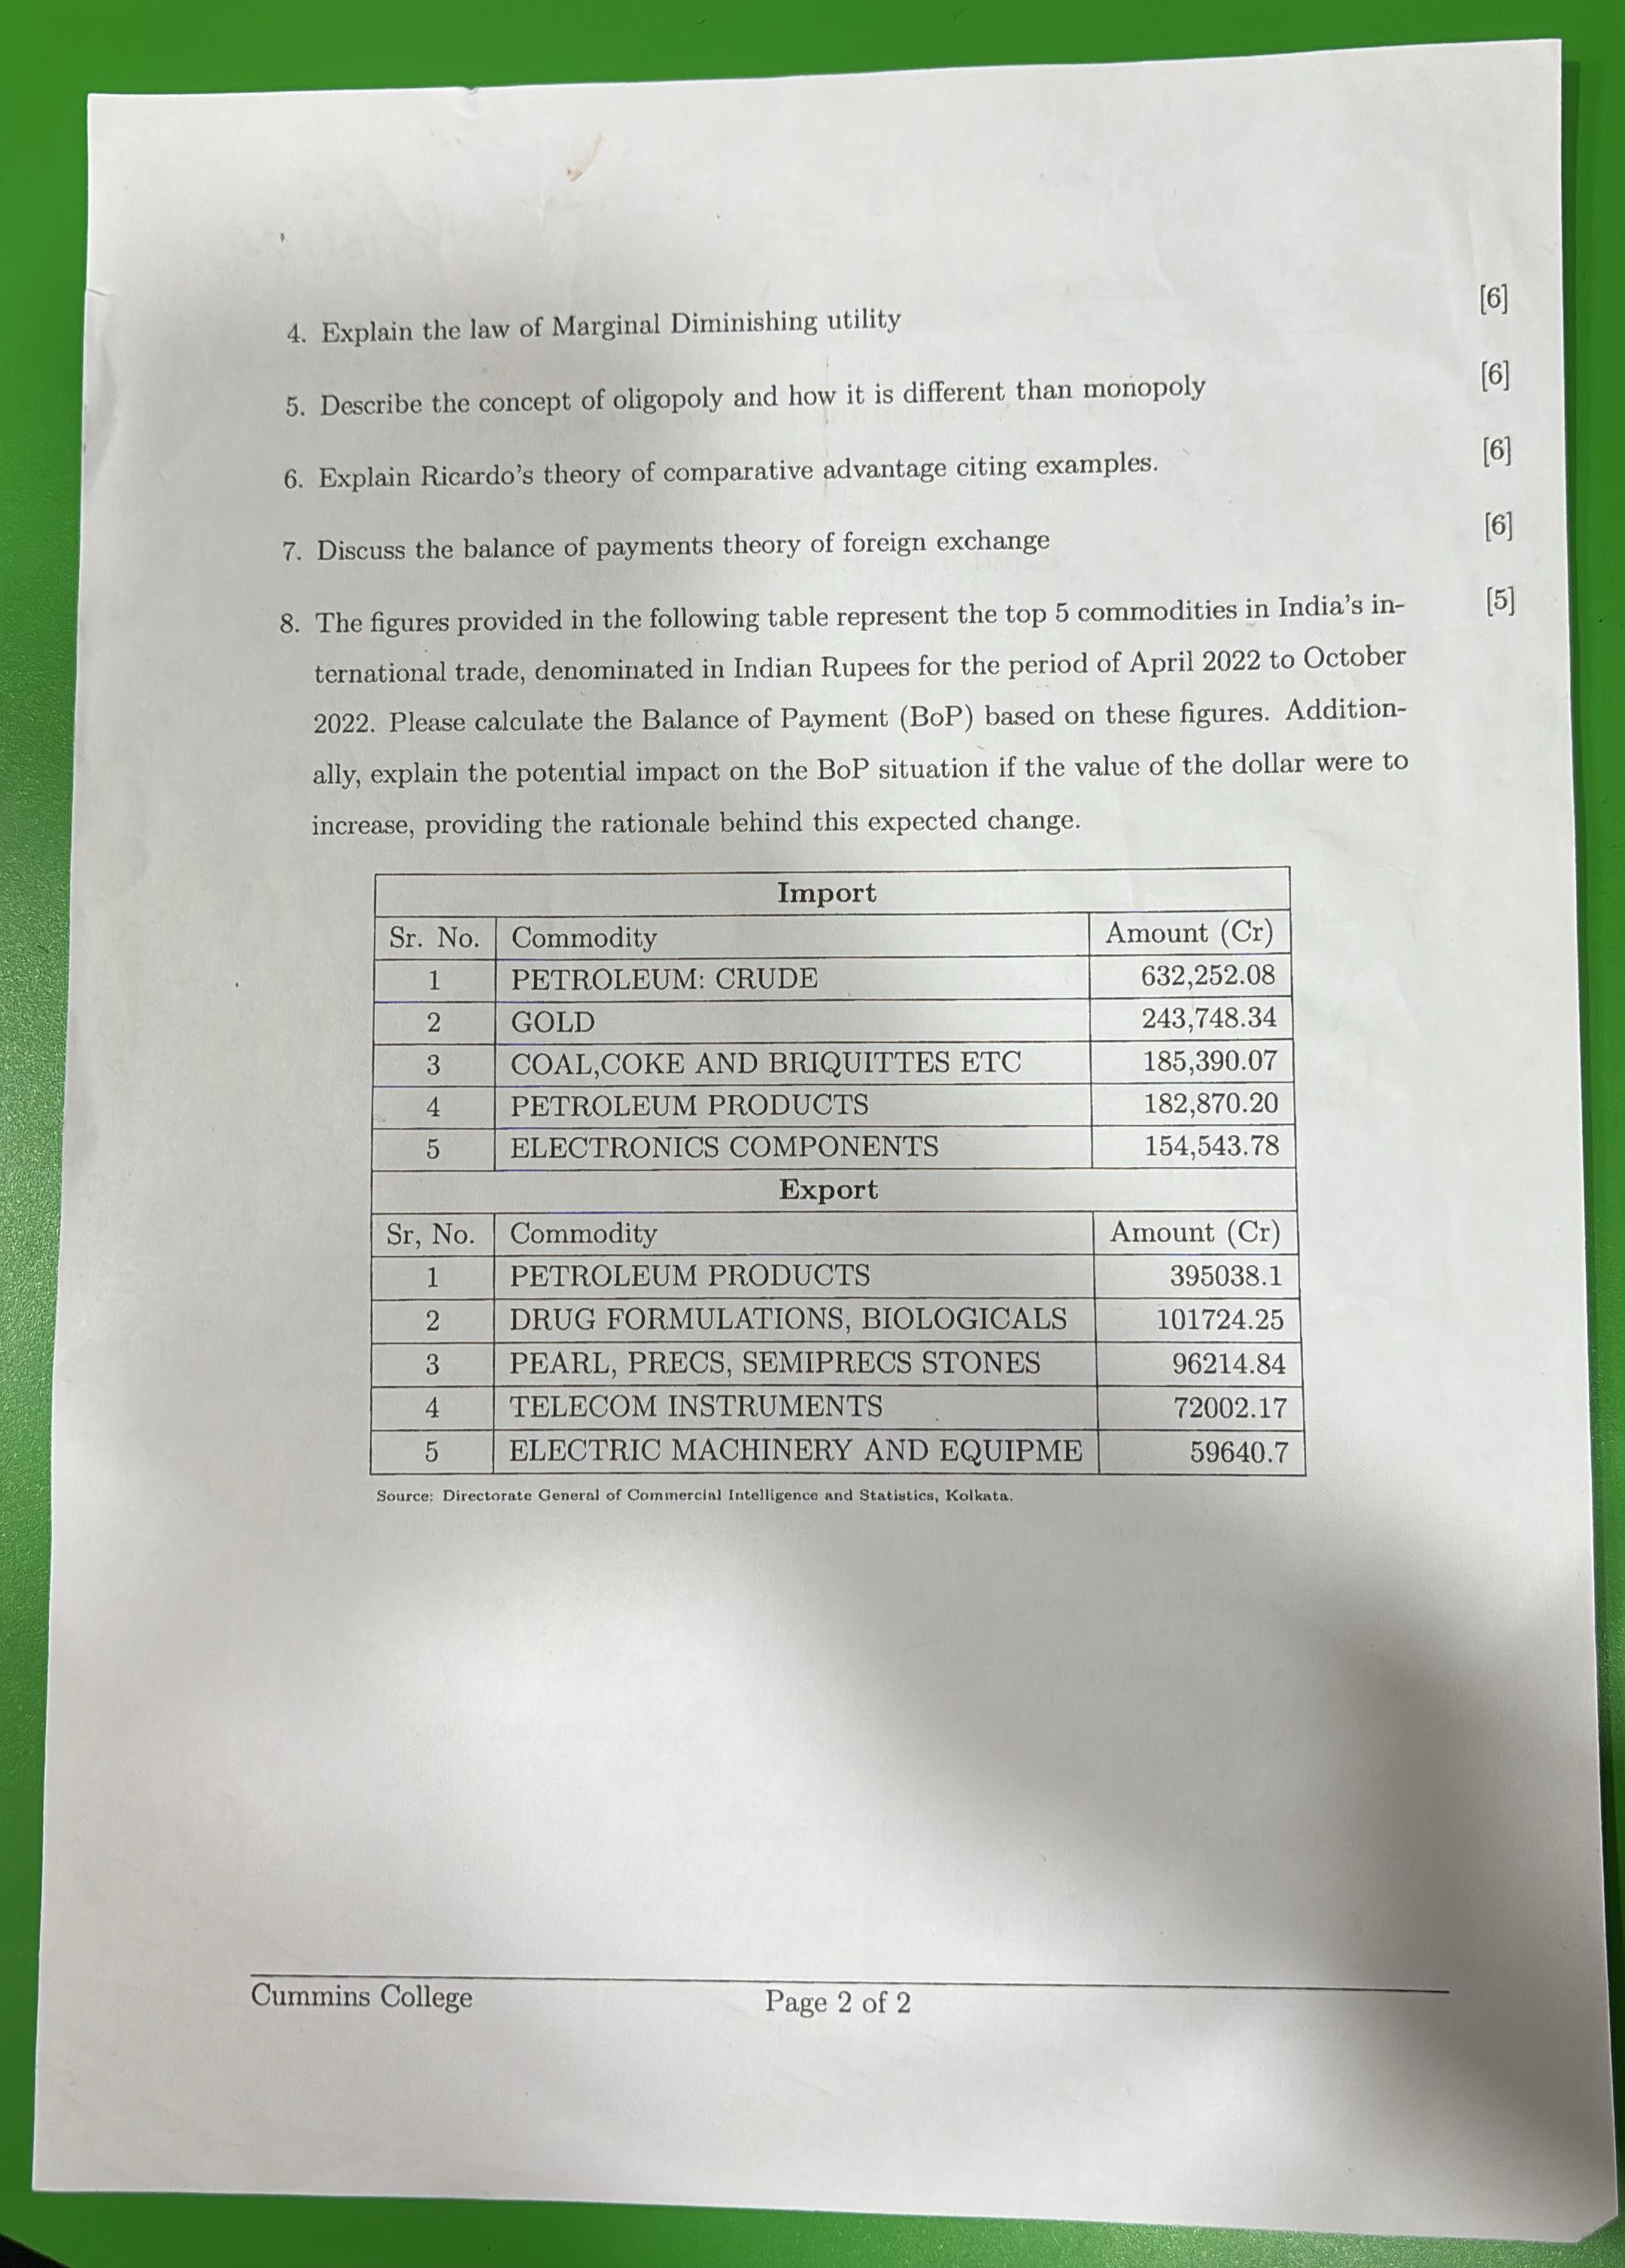 [6]
4. Explain the law of Marginal Diminishing utility
[6]
5. Describe the concept of oligopoly and how it is different than monopoly
[6]
6. Explain Ricardo's theory of comparative advantage citing examples.
[6]
7. Discuss the balance of payments theory of foreign exchange
[5]
8. The figures provided in the following table represent the top 5 commodities in India's in-
ternational trade, denominated in Indian Rupees for the period of April 2022 to October
2022. Please calculate the Balance of Payment (BoP) based on these figures. Addition-
ally, explain the potential impact on the BoP situation if the value of the dollar were to
increase, providing the rationale behind this expected change.
Import
Sr. No. Commodity Amount (Cr)
1 PETROLEUM: CRUDE 632,252.08
2 GOLD 243,748.34
3 COAL,COKE AND BRIQUITTES ETC 185,390.07
4 PETROLEUM PRODUCTS 182,870.20
5 ELECTRONICS COMPONENTS 154,543.78
Export
Sr, No. Commodity Amount (Cr)
1 PETROLEUM PRODUCTS 395038.1
2 DRUG FORMULATIONS, BIOLOGICALS 101724.25
3 PEARL, PRECS, SEMIPRECS STONES 96214.84
4 TELECOM INSTRUMENTS 72002.17
5 ELECTRIC MACHINERY AND EQUIPME 59640.7
Source: Directorate General of Commercial Intelligence and Statistics, Kolkata.
Cummins College Page 2 of 2